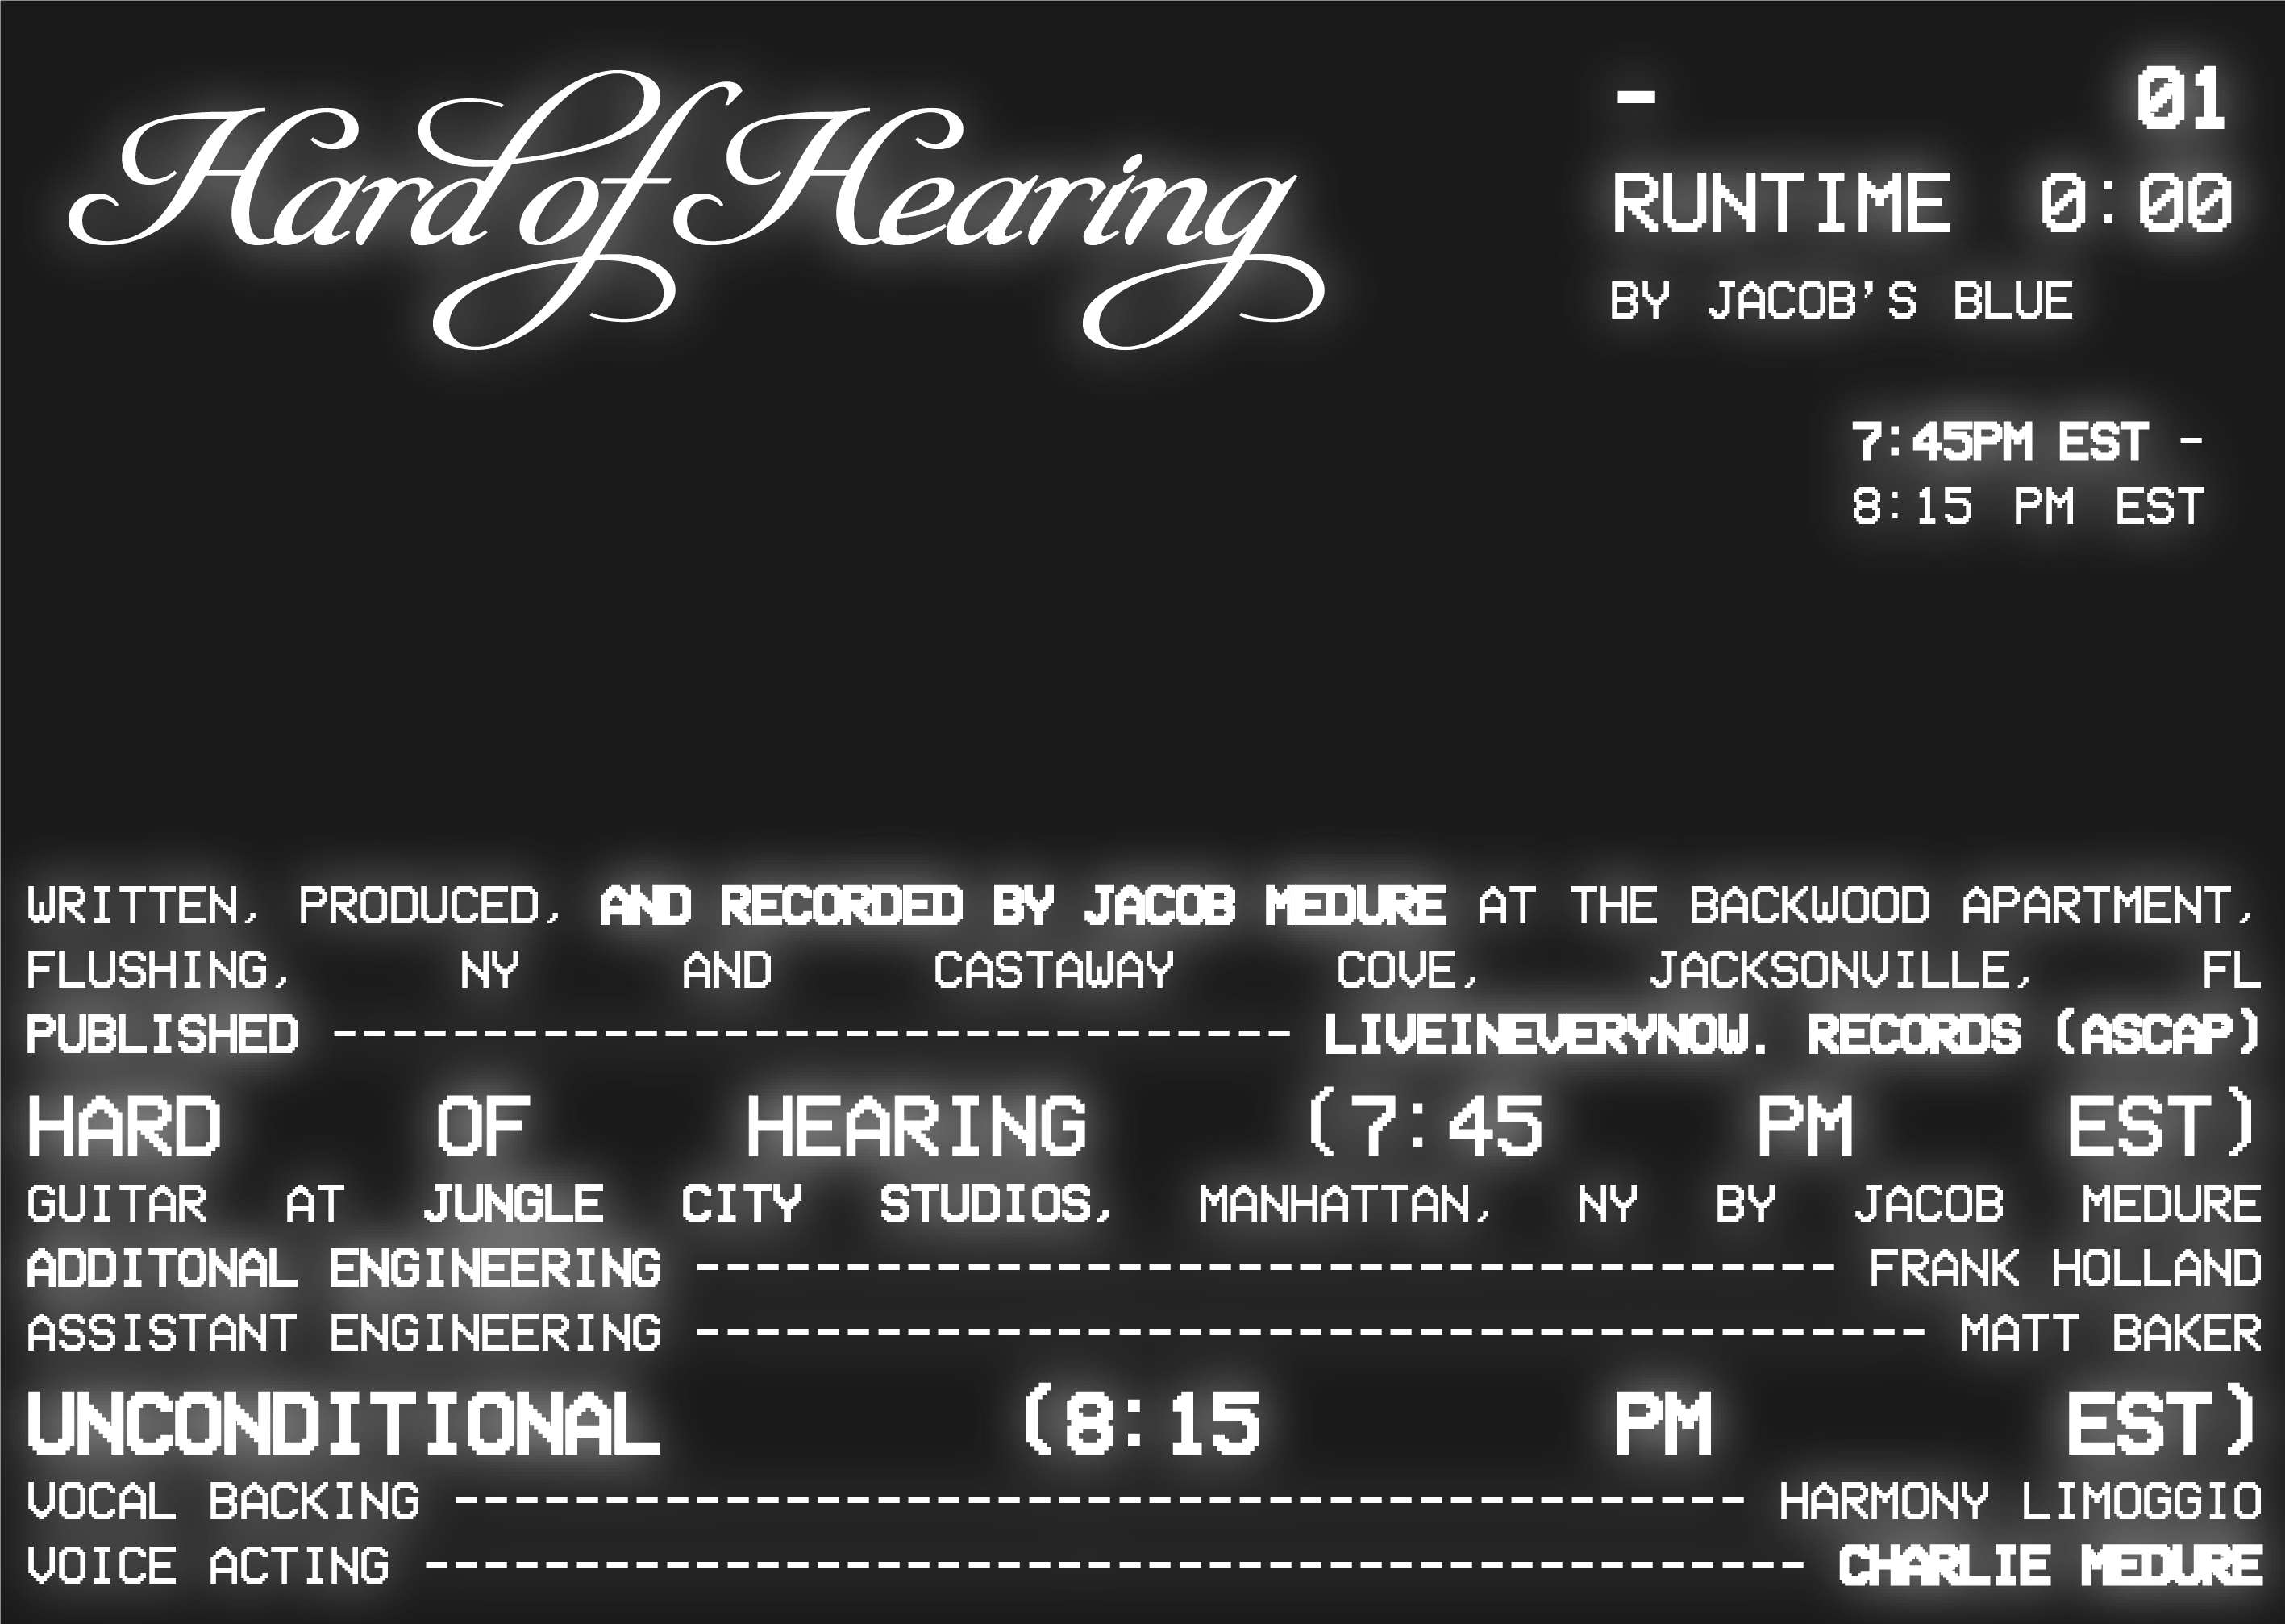 Hard of Hearing
- 01
RUNTIME 0:00
BY JACOB'S BLUE
7:45PM EST -
8:15 PM EST
WRITTEN, PRODUCED, AND RECORDED BY JACOB MEDURE AT THE BACKWOOD APARTMENT,
FLUSHING, NY AND CASTAWAY COVE, JACKSONVILLE, FL
PUBLISHED -------------------------------- LIVEINEVERYNOW. RECORDS (ASCAP)
HARD OF HEARING (7:45 PM EST)
GUITAR AT JUNGLE CITY STUDIOS, MANHATTAN, NY BY JACOB MEDURE
ADDITONAL ENGINEERING -------------------------------------- FRANK HOLLAND
ASSISTANT ENGINEERING ----------------------------------------- MATT BAKER
UNCONDITIONAL (8:15 PM EST)
VOCAL BACKING ------------------------------------------- HARMONY LIMOGGIO
VOICE ACTING ---------------------------------------------- CHARLIE MEDURE